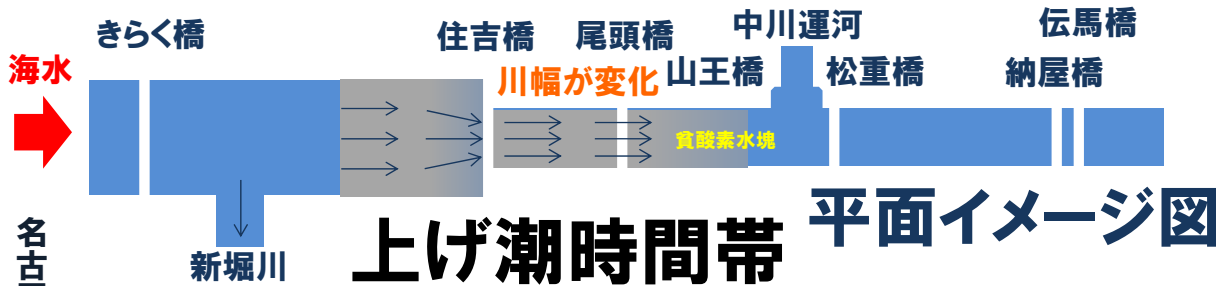 きらく橋
住吉橋
尾頭橋
中川運河
伝馬橋
海水
川幅が変化
山王橋
松重橋
納屋橋
貧酸素水塊
平面イメージ図
上げ潮時間帯
新堀川
名古